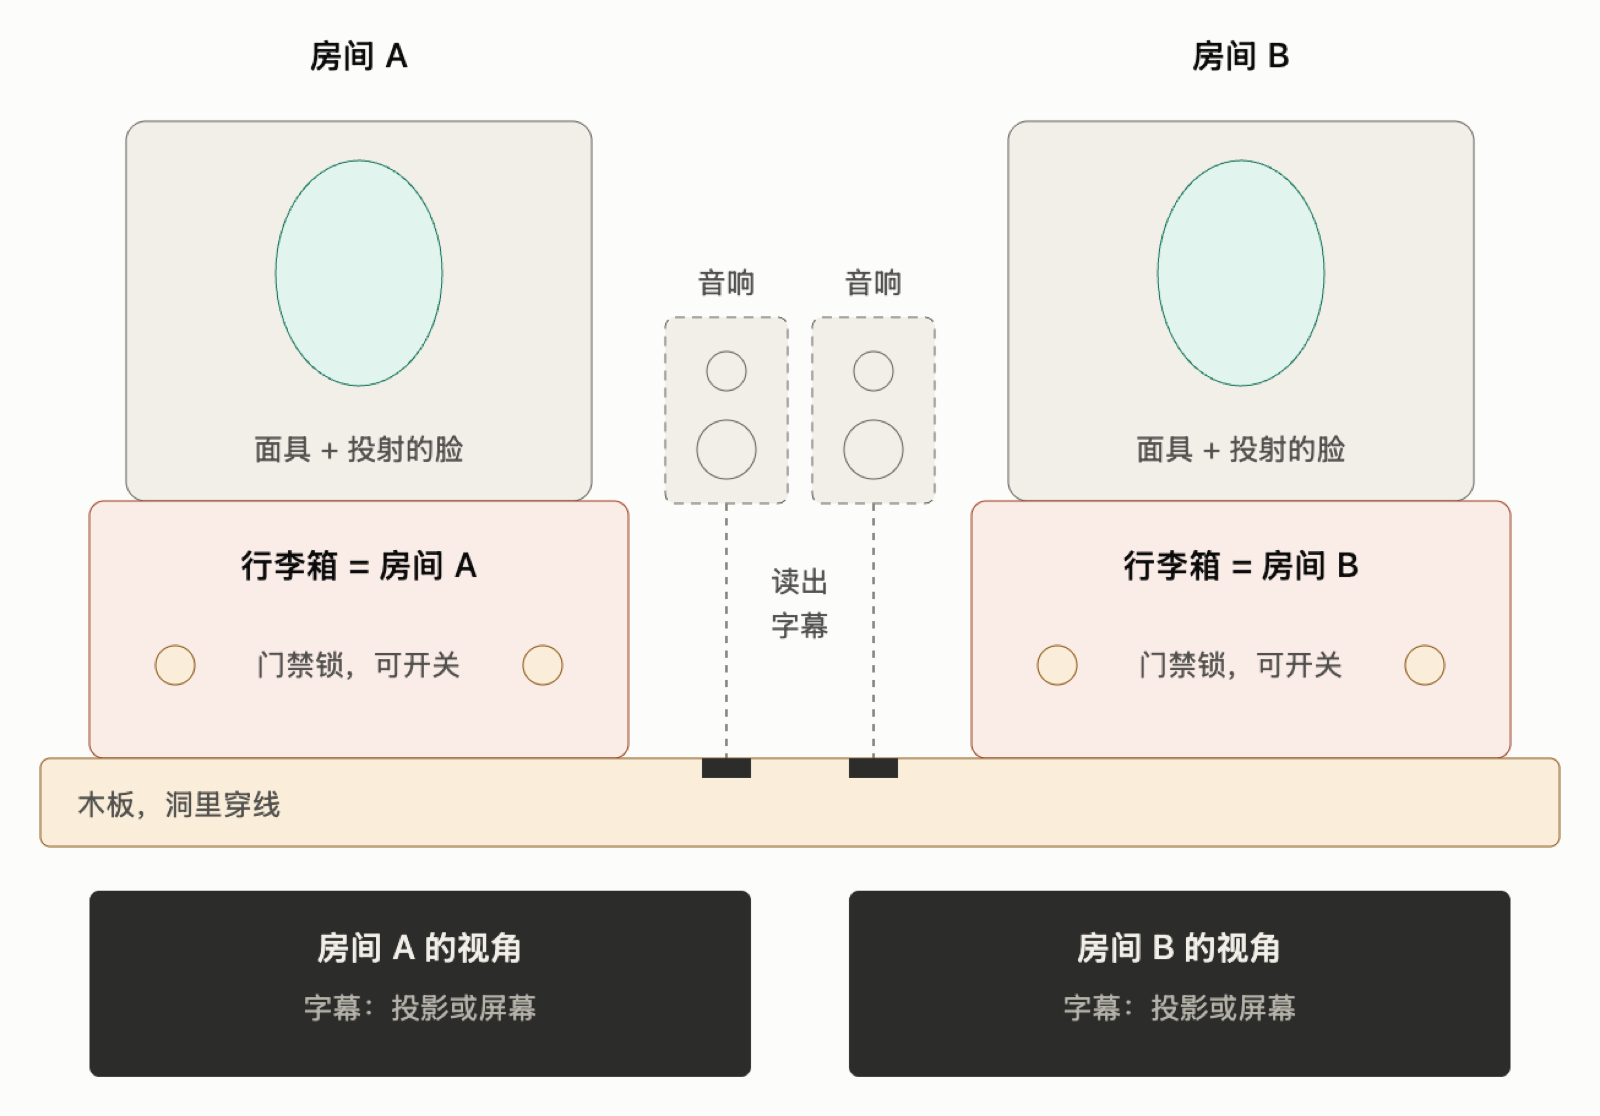 房间 A
房间 B
音响
音响
面具 + 投射的脸
面具 + 投射的脸
行李箱 = 房间 A
行李箱 = 房间 B
读出
字幕
门禁锁，可开关
门禁锁，可开关
木板，洞里穿线
房间 A 的视角
房间 B 的视角
字幕：投影或屏幕
字幕：投影或屏幕